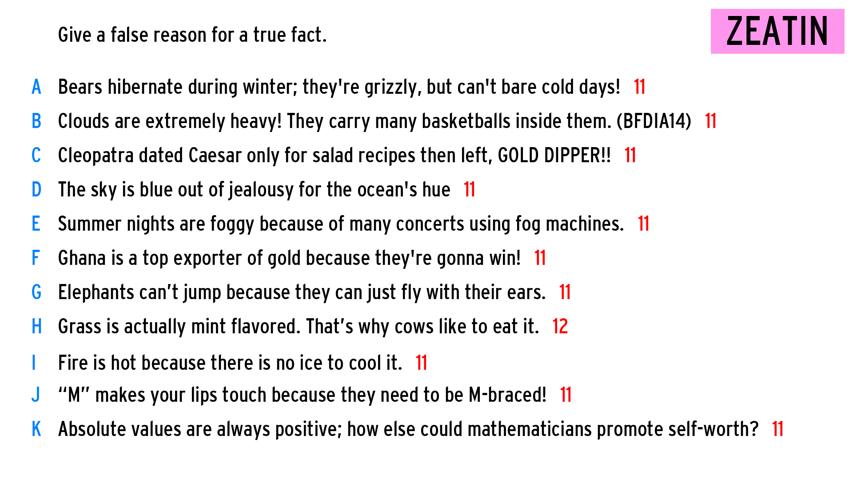 Give a false reason for a true fact.
ZEATIN
A Bears hibernate during winter; they're grizzly, but can't bare cold days! 11
B Clouds are extremely heavy! They carry many basketballs inside them. (BFDIA14) 11
C Cleopatra dated Caesar only for salad recipes then left, GOLD DIPPER!! 11
D The sky is blue out of jealousy for the ocean's hue 11
E Summer nights are foggy because of many concerts using fog machines. 11
F Ghana is a top exporter of gold because they're gonna win! 11
G Elephants can’t jump because they can just fly with their ears. 11
H Grass is actually mint flavored. That’s why cows like to eat it. 12
I Fire is hot because there is no ice to cool it. 11
J “M” makes your lips touch because they need to be M-braced! 11
K Absolute values are always positive; how else could mathematicians promote self-worth? 11